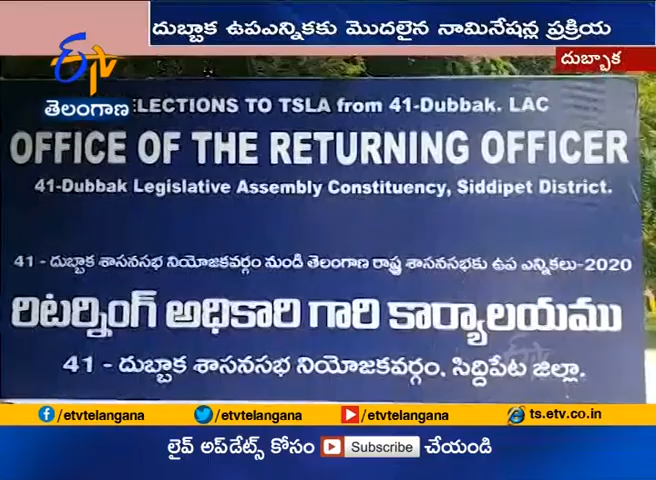 దుబ్బాక ఉపఎన్నికకు మొదలైన నామినేషన్ల ప్రక్రియ
దుబ్బాక
ETV
తెలంగాణ
ELECTIONS TO TSLA from 41-Dubbak. LAC
OFFICE OF THE RETURNING OFFICER
41-Dubbak Legislative Assembly Constituency, Siddipet District.
41 - దుబ్బాక శాసనసభ నియోజకవర్గం నుండి తెలంగాణ రాష్ట్ర శాసనసభకు ఉప ఎన్నికలు-2020
రిటర్నింగ్ అధికారి గారి కార్యాలయము
41 - దుబ్బాక శాసనసభ నియోజకవర్గం. సిద్దిపేట జిల్లా.
/etvtelangana /etvtelangana /etvtelangana ts.etv.co.in
లైవ్ అప్‌డేట్స్ కోసం Subscribe చేయండి